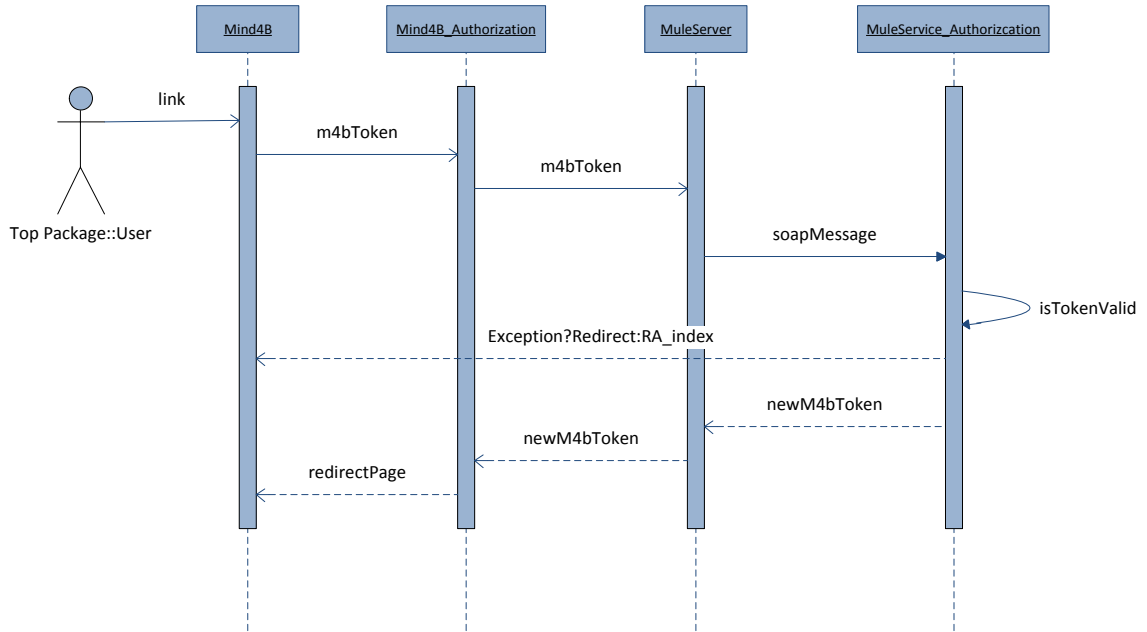 Mind4B
Mind4B_Authorization
MuleServer
MuleService_Authorizcation
link
m4bToken
m4bToken
Top Package::User
soapMessage
isTokenValid
Exception?Redirect:RA_index
newM4bToken
newM4bToken
redirectPage